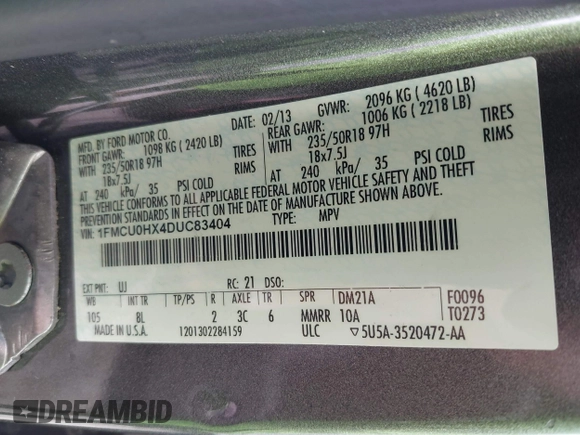 MFD. BY FORD MOTOR CO.
DATE: 02/13 GVWR: 2096 KG ( 4620 LB)
FRONT GAWR: 1098 KG ( 2420 LB)
REAR GAWR: 1006 KG ( 2218 LB)
WITH 235/50R18 97H TIRES
WITH 235/50R18 97H TIRES
18x7.5J RIMS
18x7.5J RIMS
AT 240 kPa/ 35 PSI COLD
AT 240 kPa/ 35 PSI COLD
THIS VEHICLE CONFORMS TO ALL APPLICABLE FEDERAL MOTOR VEHICLE SAFETY AND THEFT
PREVENTION STANDARDS IN EFFECT ON THE DATE OF MANUFACTURE SHOWN ABOVE.
VIN: 1FMCU0HX4DUC83404
TYPE: MPV
EXT PNT: UJ RC: 21 DSO:
WB INT TR TP/PS R AXLE TR SPR DM21A F0096
105 BL 2 3C 6 MMRR 10A T0273
MADE IN U.S.A. 1201302284159 ULC ▽5U5A-3520472-AA
DREAMBID